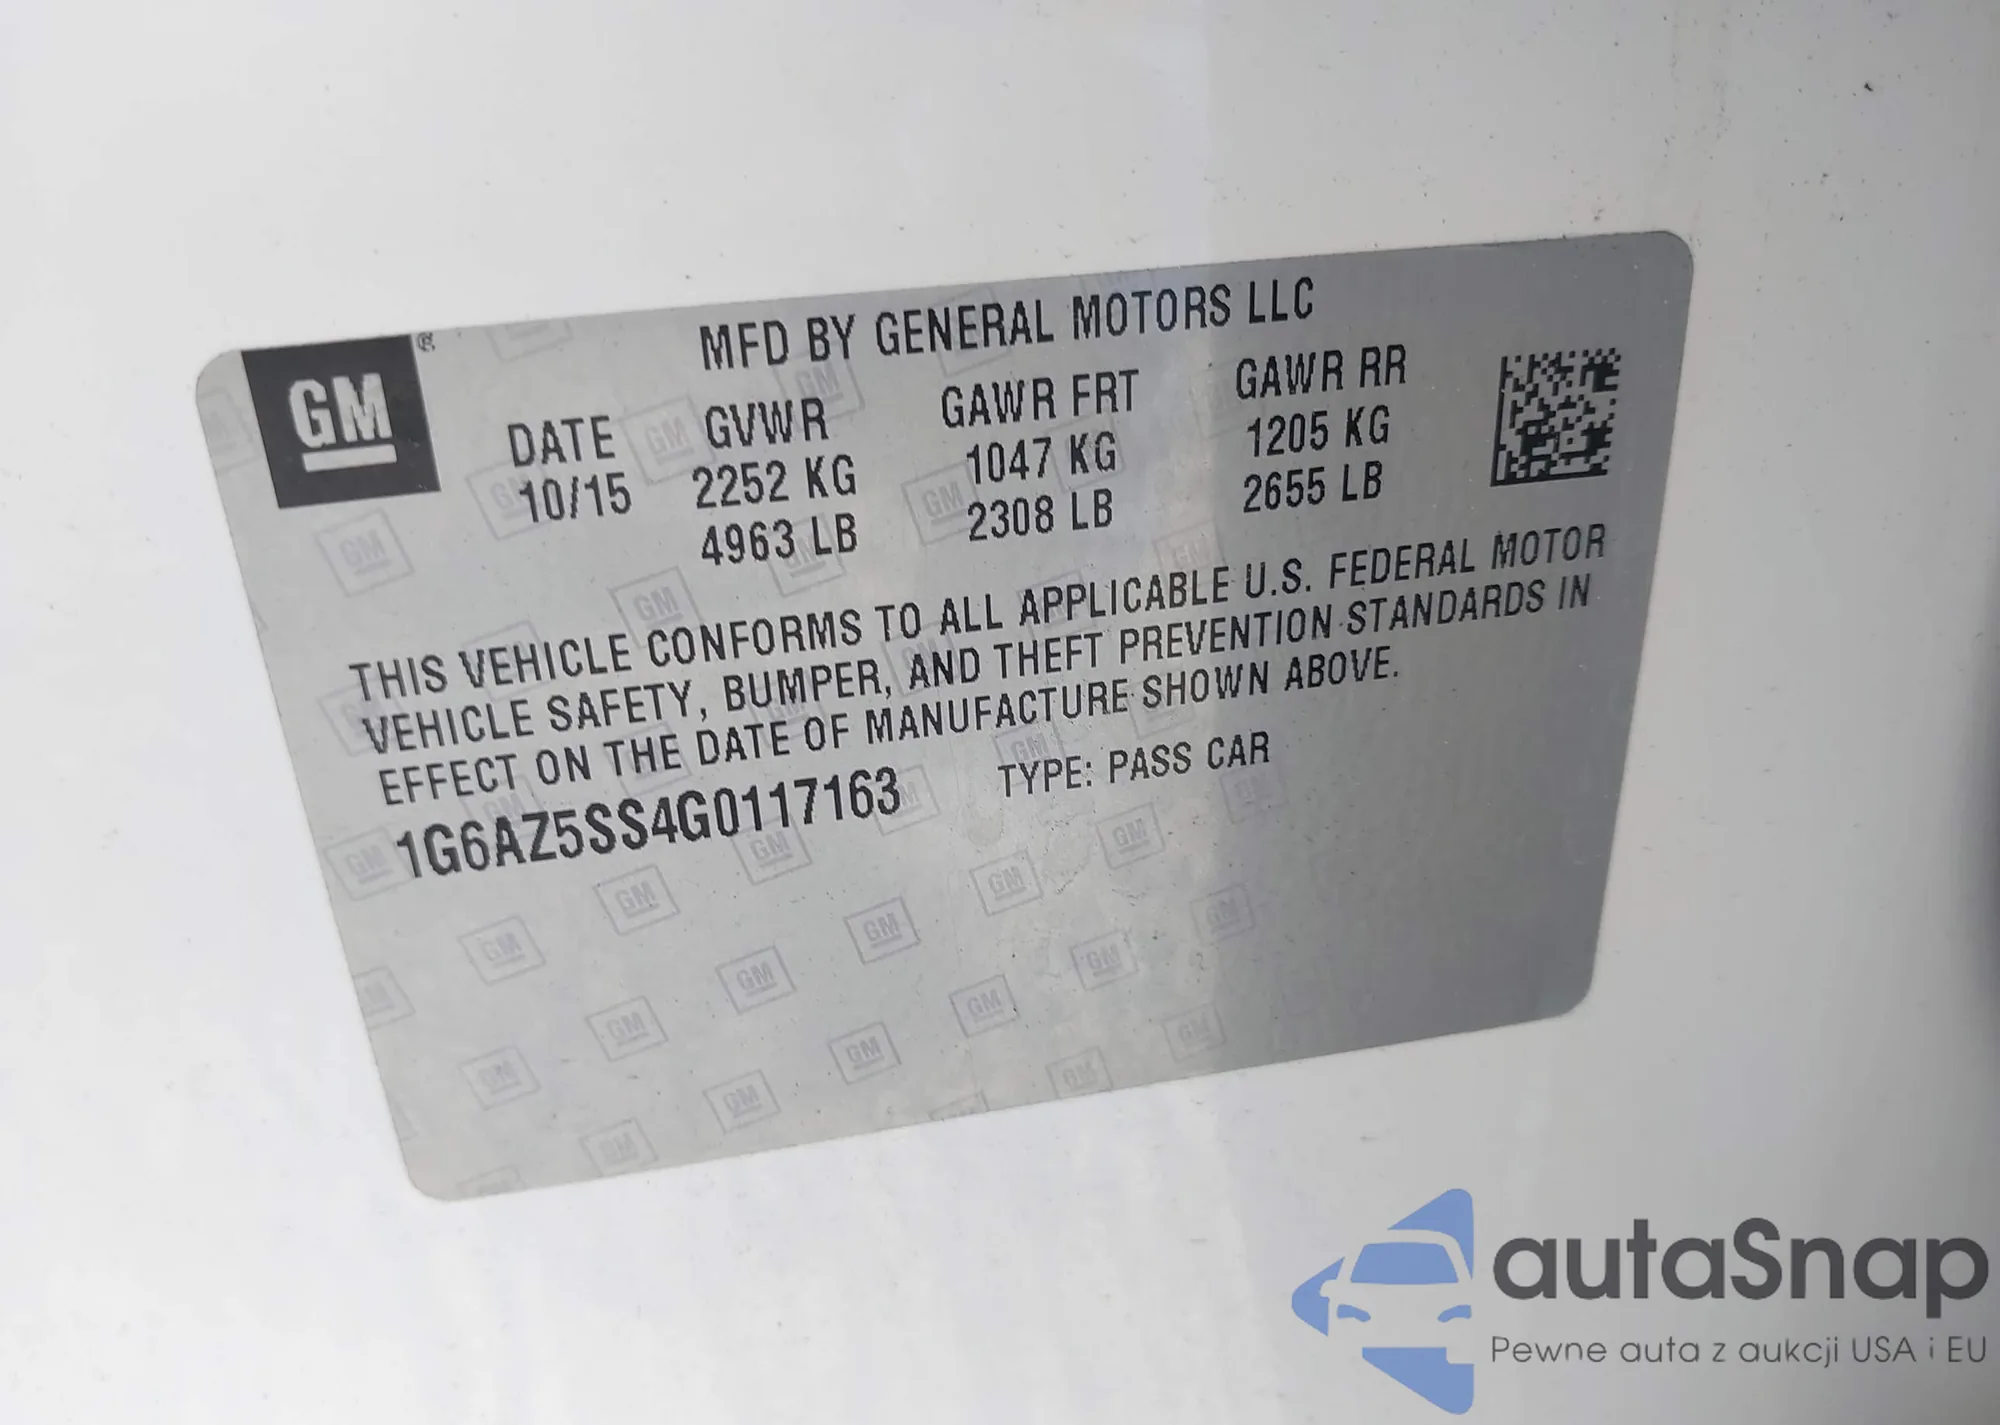 GM ®
MFD BY GENERAL MOTORS LLC
DATE GVWR GAWR FRT GAWR RR
10/15 2252 KG 1047 KG 1205 KG
4963 LB 2308 LB 2655 LB
THIS VEHICLE CONFORMS TO ALL APPLICABLE U.S. FEDERAL MOTOR
VEHICLE SAFETY, BUMPER, AND THEFT PREVENTION STANDARDS IN
EFFECT ON THE DATE OF MANUFACTURE SHOWN ABOVE.
1G6AZ5SS4G0117163 TYPE: PASS CAR
autaSnap
Pewne auta z aukcji USA i EU